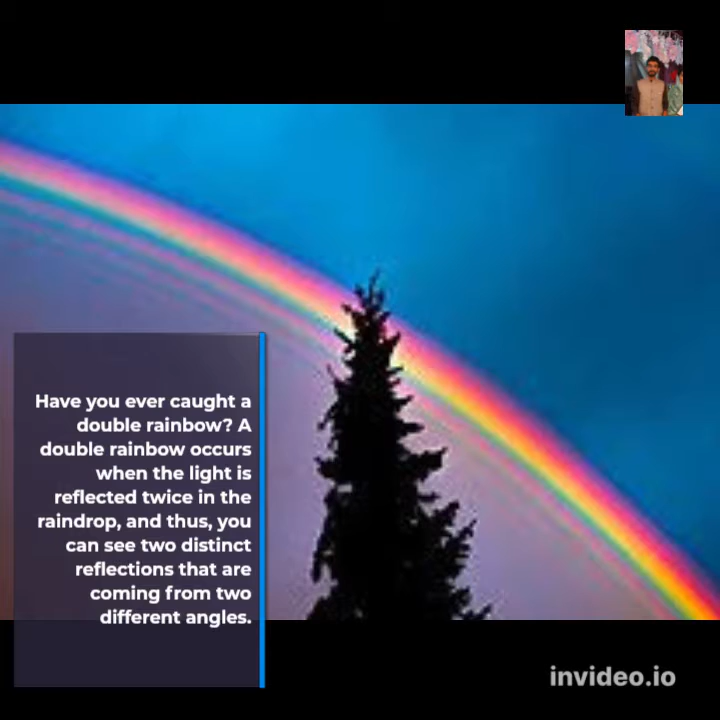 Have you ever caught a
double rainbow? A
double rainbow occurs
when the light is
reflected twice in the
raindrop, and thus, you
can see two distinct
reflections that are
coming from two
different angles.
invideo.io